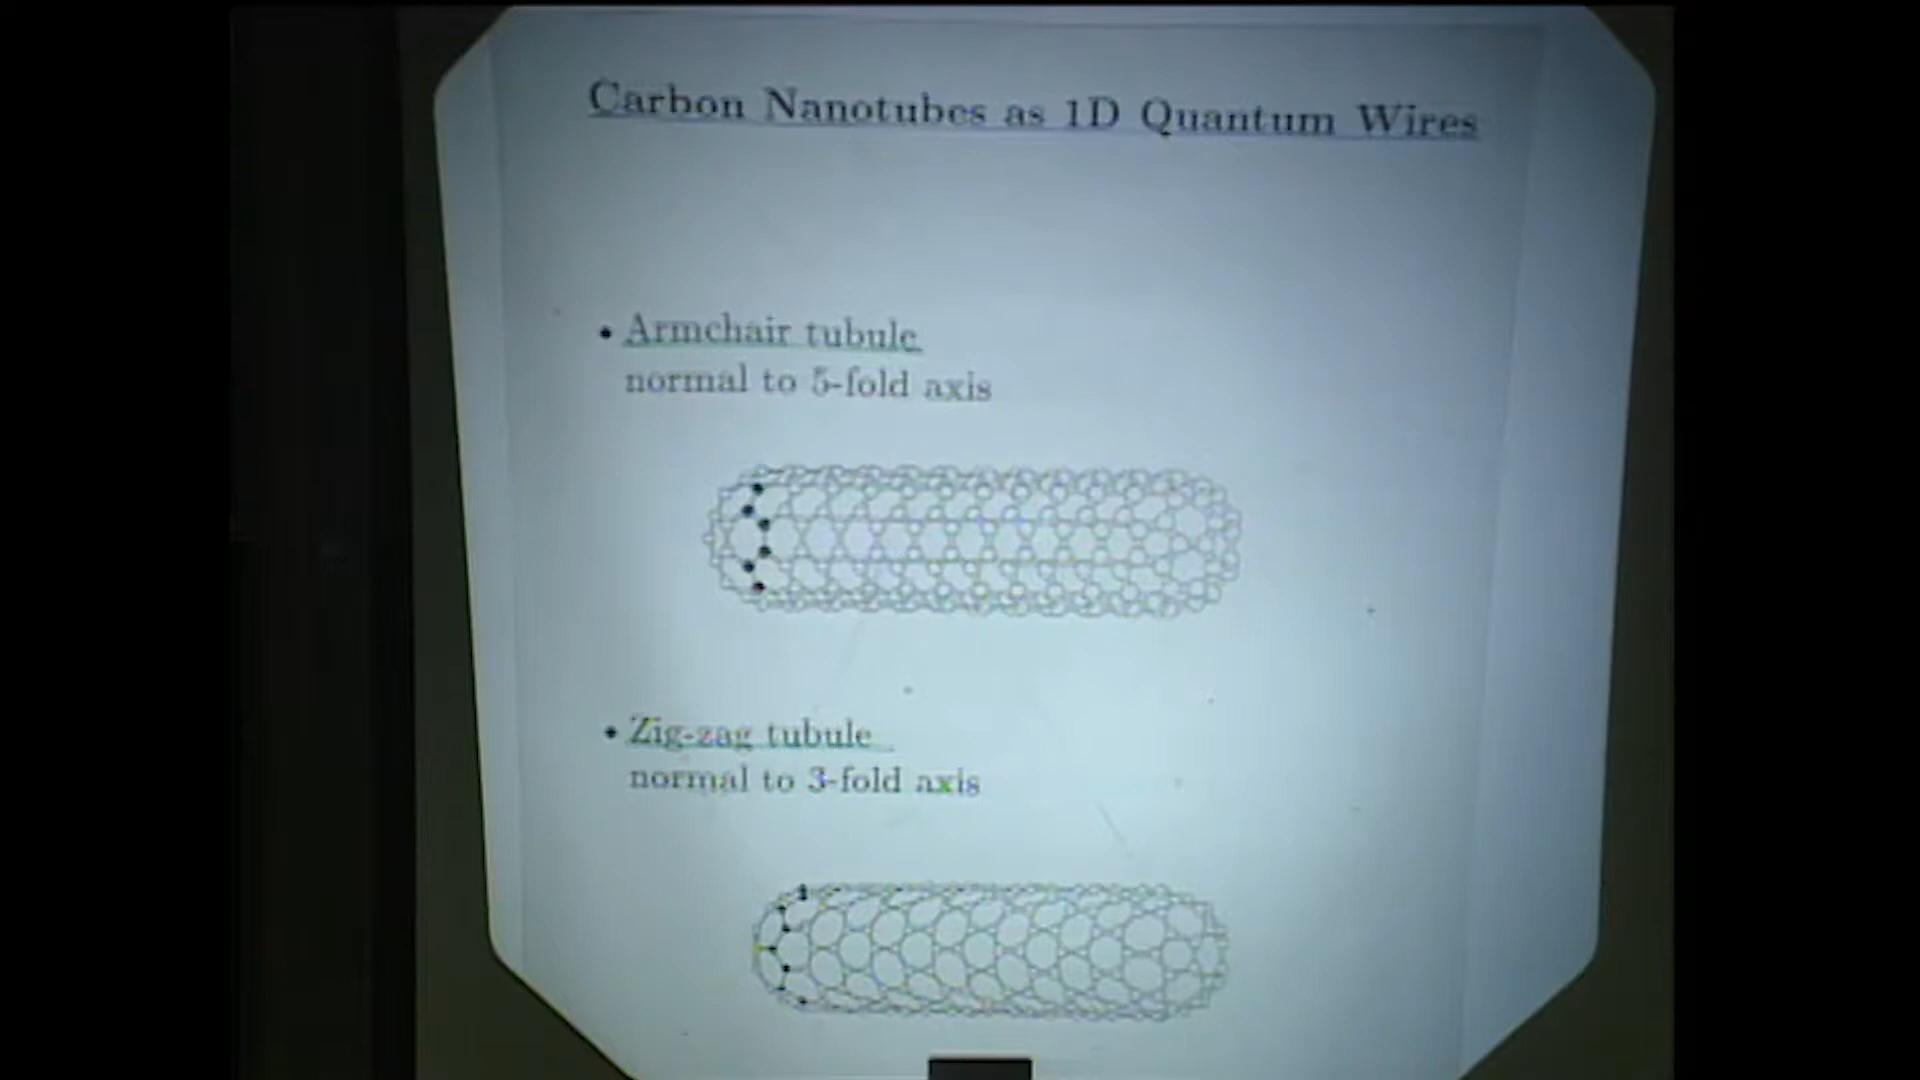 Carbon Nanotubes as 1D Quantum Wires
• Armchair tubule
normal to 5-fold axis
• Zig-zag tubule
normal to 3-fold axis